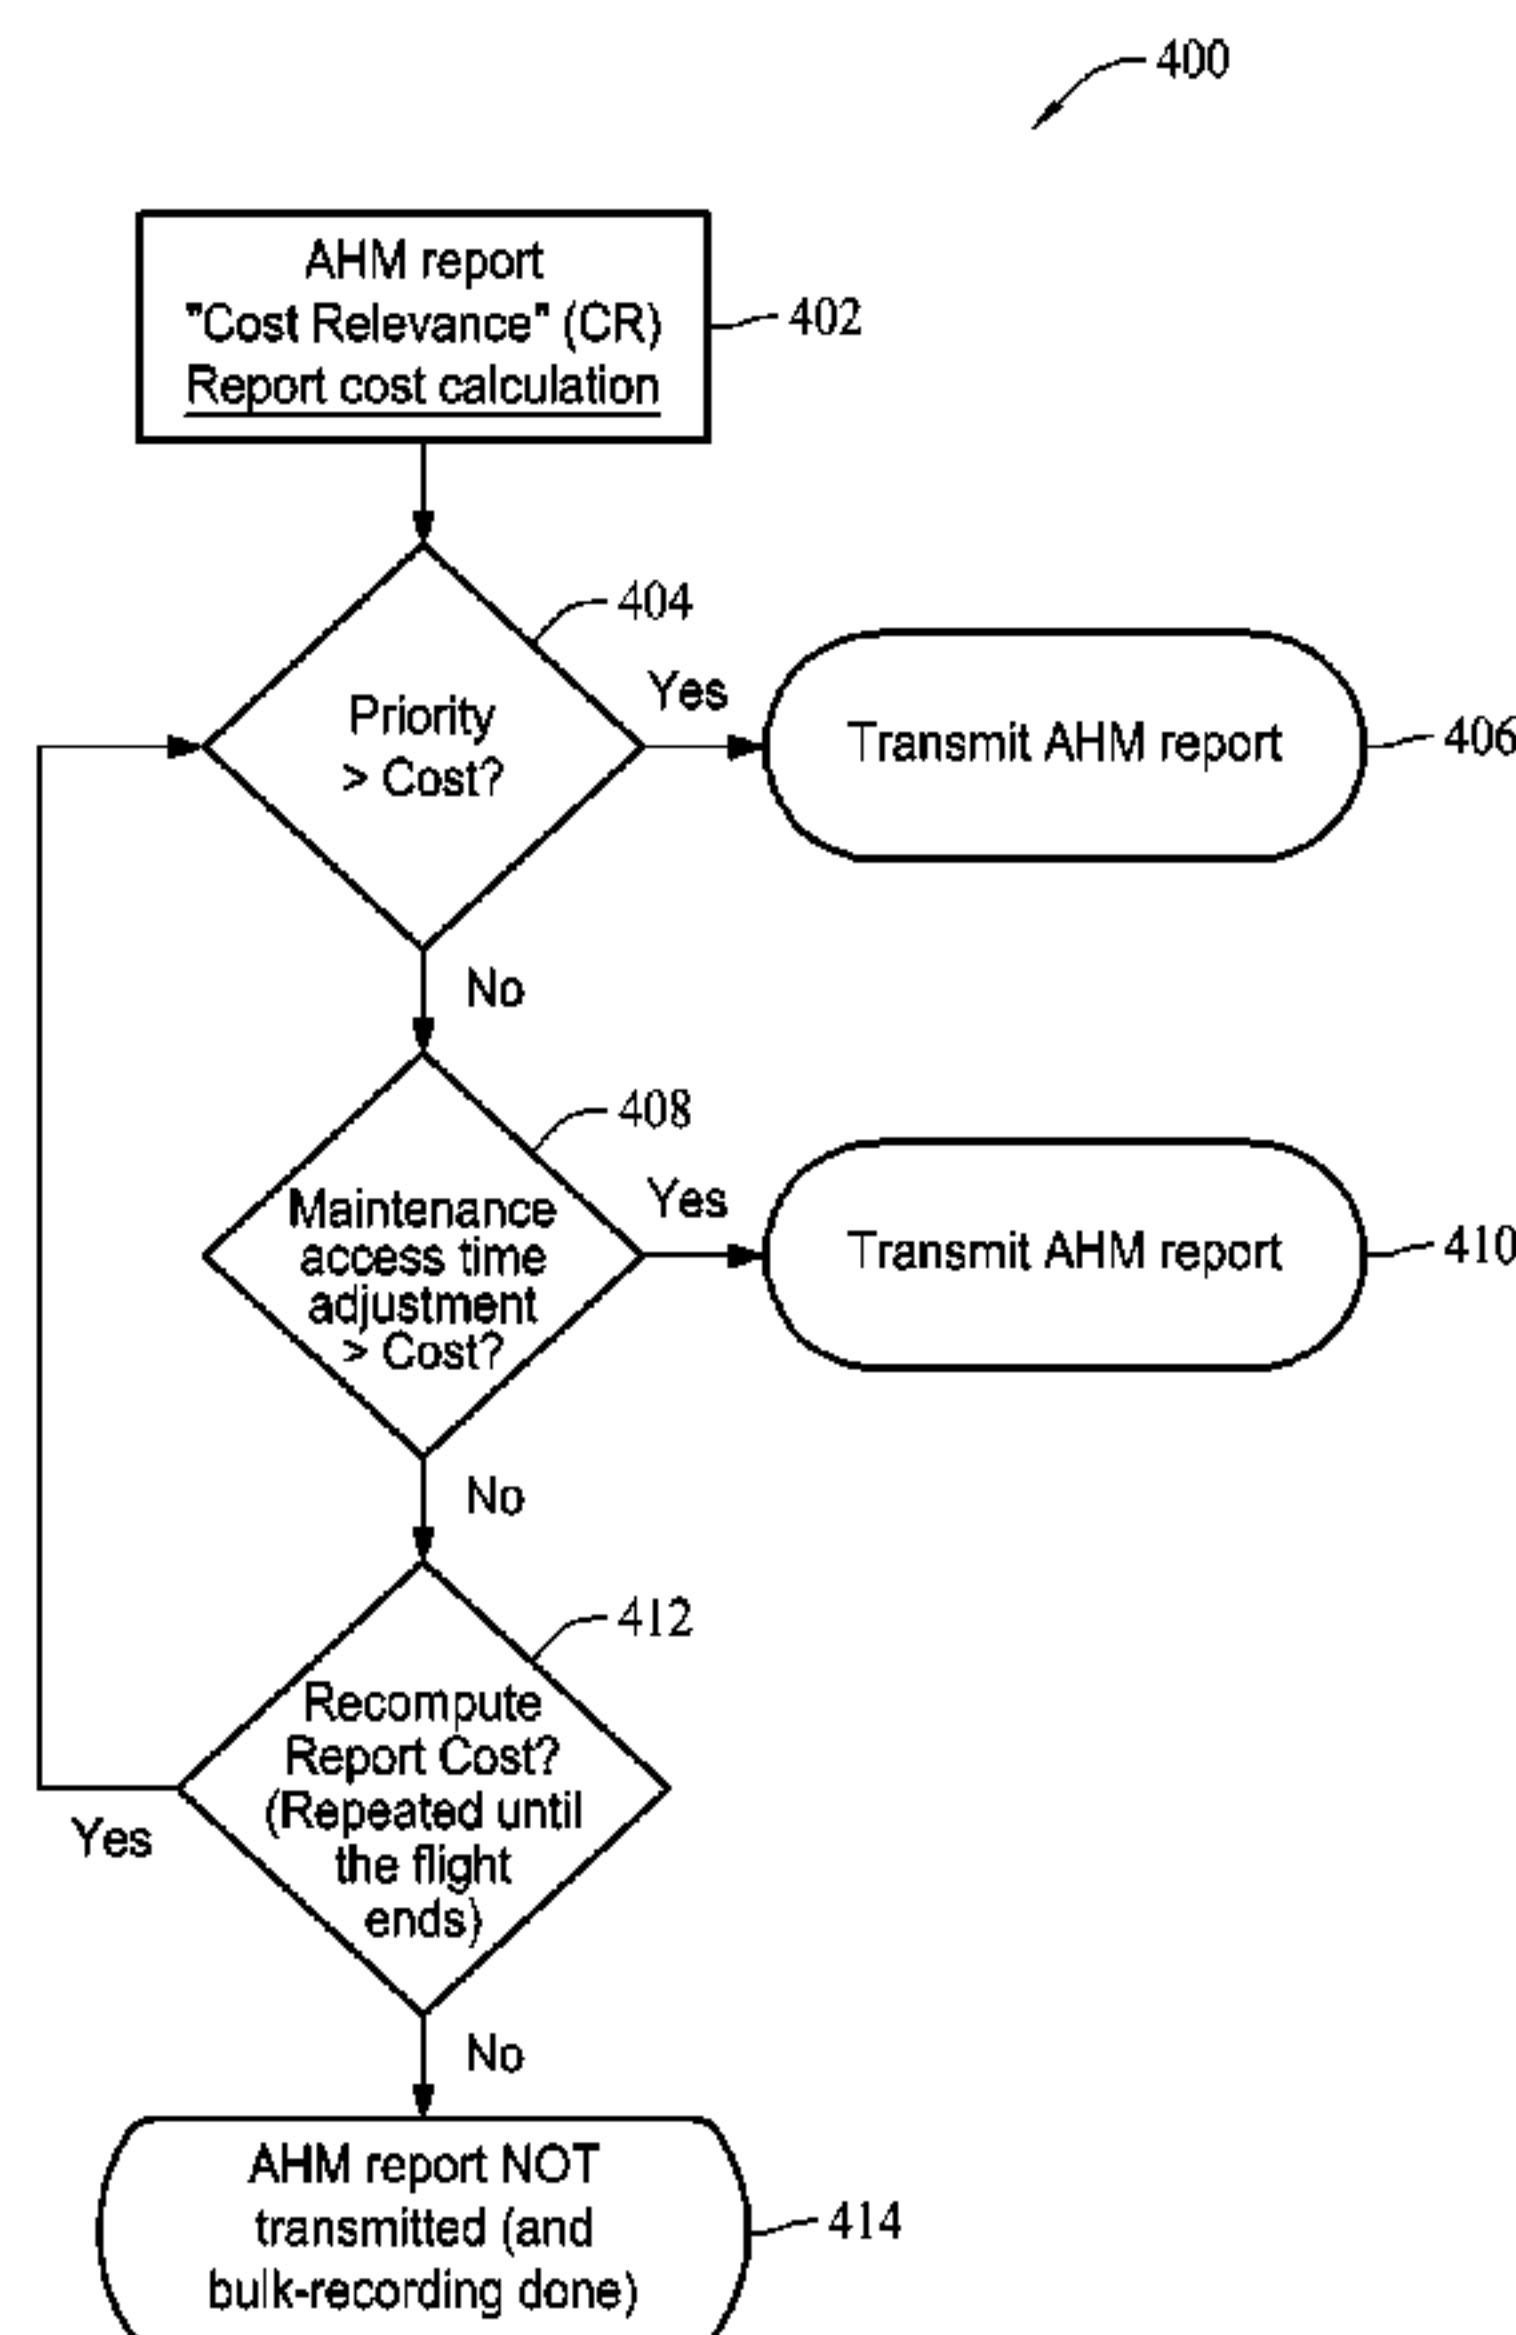 400
AHM report
"Cost Relevance" (CR)
Report cost calculation
402
404
Priority
> Cost?
Yes
Transmit AHM report
406
No
408
Maintenance
access time
adjustment
> Cost?
Yes
Transmit AHM report
410
No
412
Recompute
Report Cost?
(Repeated until
the flight
ends)
Yes
No
AHM report NOT
transmitted (and
bulk-recording done)
414